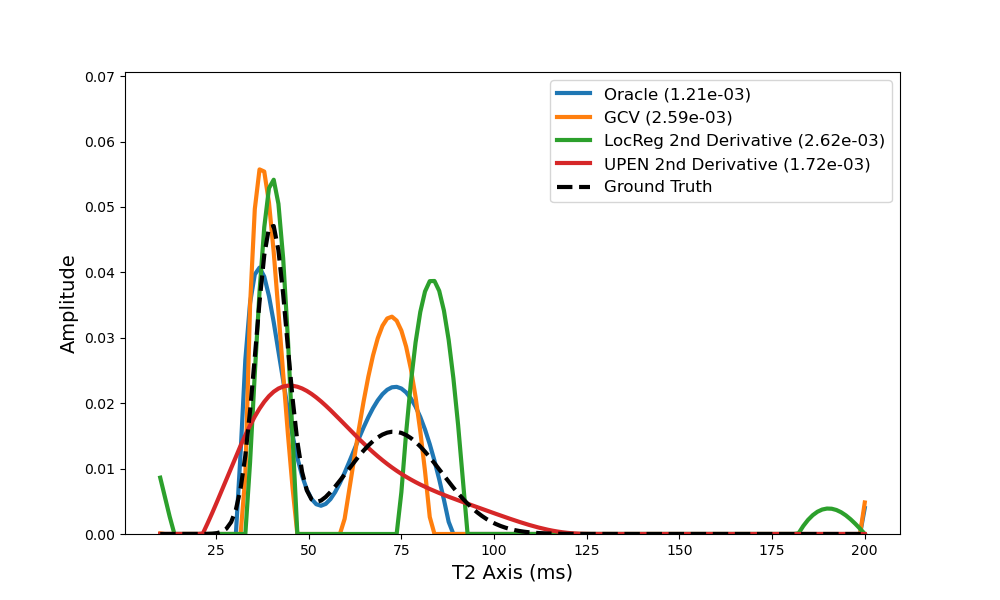 0.07
0.06
0.05
0.04
0.03
0.02
0.01
0.00
Amplitude
Oracle (1.21e-03)
GCV (2.59e-03)
LocReg 2nd Derivative (2.62e-03)
UPEN 2nd Derivative (1.72e-03)
Ground Truth
25 50 75 100 125 150 175 200
T2 Axis (ms)